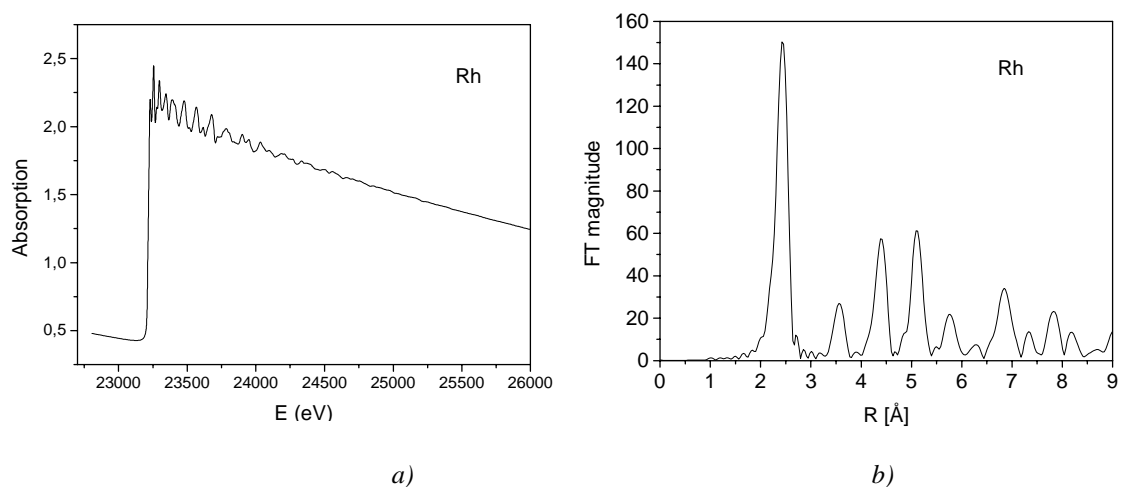 2,5
2,0
1,5
1,0
0,5
Absorption
Rh
23000 23500 24000 24500 25000 25500 26000
E (eV)
a)
160
140
120
100
80
60
40
20
0
FT magnitude
Rh
0 1 2 3 4 5 6 7 8 9
R [Å]
b)